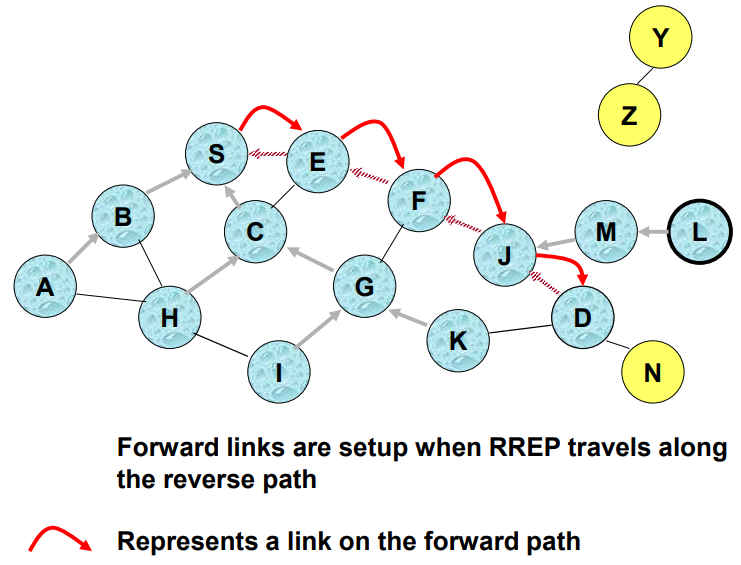 Y
Z
S
E
F
B
C
M
L
J
A
G
H
D
K
I
N
Forward links are setup when RREP travels along
the reverse path
Represents a link on the forward path